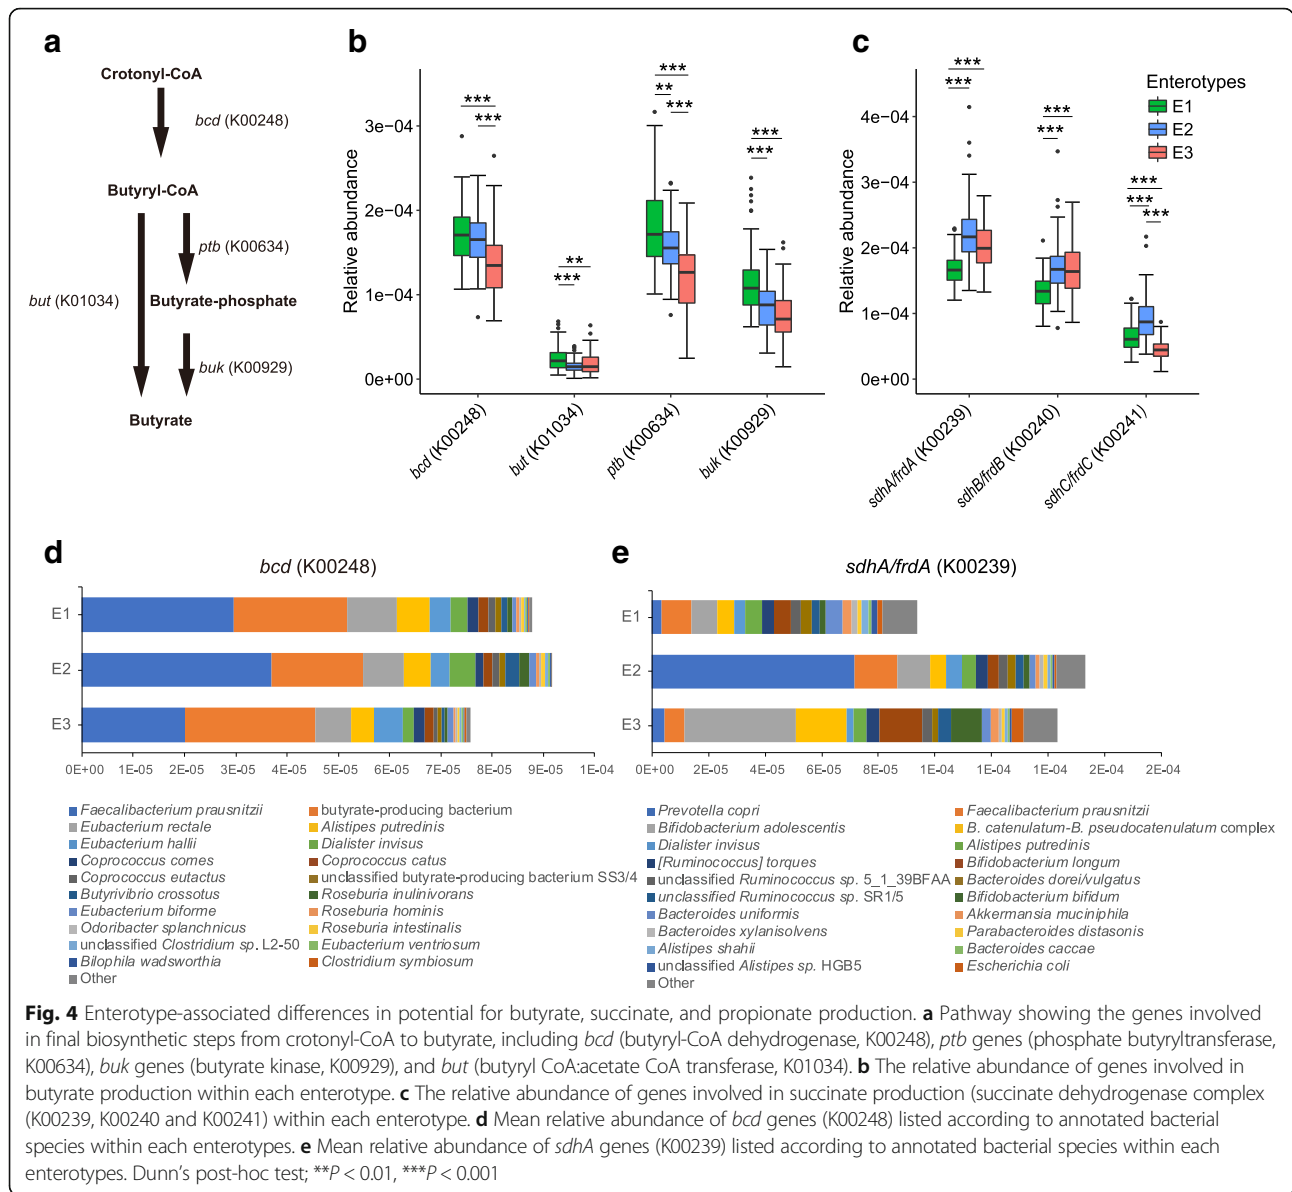 a
Crotonyl-CoA
bcd (K00248)
Butyryl-CoA
ptb (K00634)
but (K01034)
Butyrate-phosphate
buk (K00929)
Butyrate
b
Relative abundance
3e−04
2e−04
1e−04
0e+00
***
***
**
***
***
**
***
***
***
bcd (K00248)
but (K01034)
ptb (K00634)
buk (K00929)
c
Relative abundance
4e−04
3e−04
2e−04
1e−04
0e+00
***
***
***
***
***
***
***
Enterotypes
E1
E2
E3
sdhA/frdA (K00239)
sdhB/frdB (K00240)
sdhC/frdC (K00241)
d
bcd (K00248)
E1
E2
E3
0E+00 1E-05 2E-05 3E-05 4E-05 5E-05 6E-05 7E-05 8E-05 9E-05 1E-04
Faecalibacterium prausnitzii butyrate-producing bacterium
Eubacterium rectale Alistipes putredinis
Eubacterium hallii Dialister invisus
Coprococcus comes Coprococcus catus
Coprococcus eutactus unclassified butyrate-producing bacterium SS3/4
Butyrivibrio crossotus Roseburia inulinivorans
Eubacterium biforme Roseburia hominis
Odoribacter splanchnicus Roseburia intestinalis
unclassified Clostridium sp. L2-50 Eubacterium ventriosum
Bilophila wadsworthia Clostridium symbiosum
Other
e
sdhA/frdA (K00239)
E1
E2
E3
0E+00 2E-05 4E-05 6E-05 8E-05 1E-04 1E-04 1E-04 2E-04 2E-04
Prevotella copri Faecalibacterium prausnitzii
Bifidobacterium adolescentis B. catenulatum-B. pseudocatenulatum complex
Dialister invisus Alistipes putredinis
[Ruminococcus] torques Bifidobacterium longum
unclassified Ruminococcus sp. 5_1_39BFAA Bacteroides dorei/vulgatus
unclassified Ruminococcus sp. SR1/5 Bifidobacterium bifidum
Bacteroides uniformis Akkermansia muciniphila
Bacteroides xylanisolvens Parabacteroides distasonis
Alistipes shahii Bacteroides caccae
unclassified Alistipes sp. HGB5 Escherichia coli
Other
Fig. 4 Enterotype-associated differences in potential for butyrate, succinate, and propionate production. a Pathway showing the genes involved
in final biosynthetic steps from crotonyl-CoA to butyrate, including bcd (butyryl-CoA dehydrogenase, K00248), ptb genes (phosphate butyryltransferase,
K00634), buk genes (butyrate kinase, K00929), and but (butyryl CoA:acetate CoA transferase, K01034). b The relative abundance of genes involved in
butyrate production within each enterotype. c The relative abundance of genes involved in succinate production (succinate dehydrogenase complex
(K00239, K00240 and K00241) within each enterotype. d Mean relative abundance of bcd genes (K00248) listed according to annotated bacterial
species within each enterotypes. e Mean relative abundance of sdhA genes (K00239) listed according to annotated bacterial species within each
enterotypes. Dunn's post-hoc test; **P < 0.01, ***P < 0.001